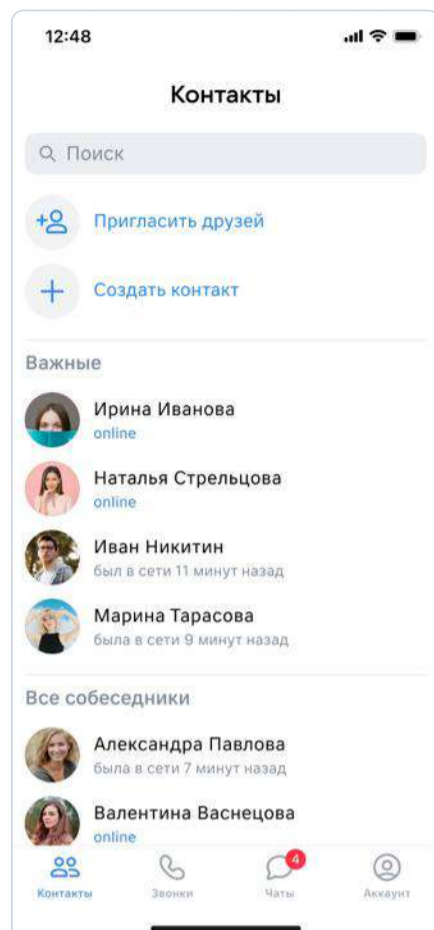 12:48
Контакты
Поиск
Пригласить друзей
Создать контакт
Важные
Ирина Иванова
online
Наталья Стрельцова
online
Иван Никитин
был в сети 11 минут назад
Марина Тарасова
была в сети 9 минут назад
Все собеседники
Александра Павлова
была в сети 7 минут назад
Валентина Васнецова
online
4
Контакты Звонки Чаты Аккаунт